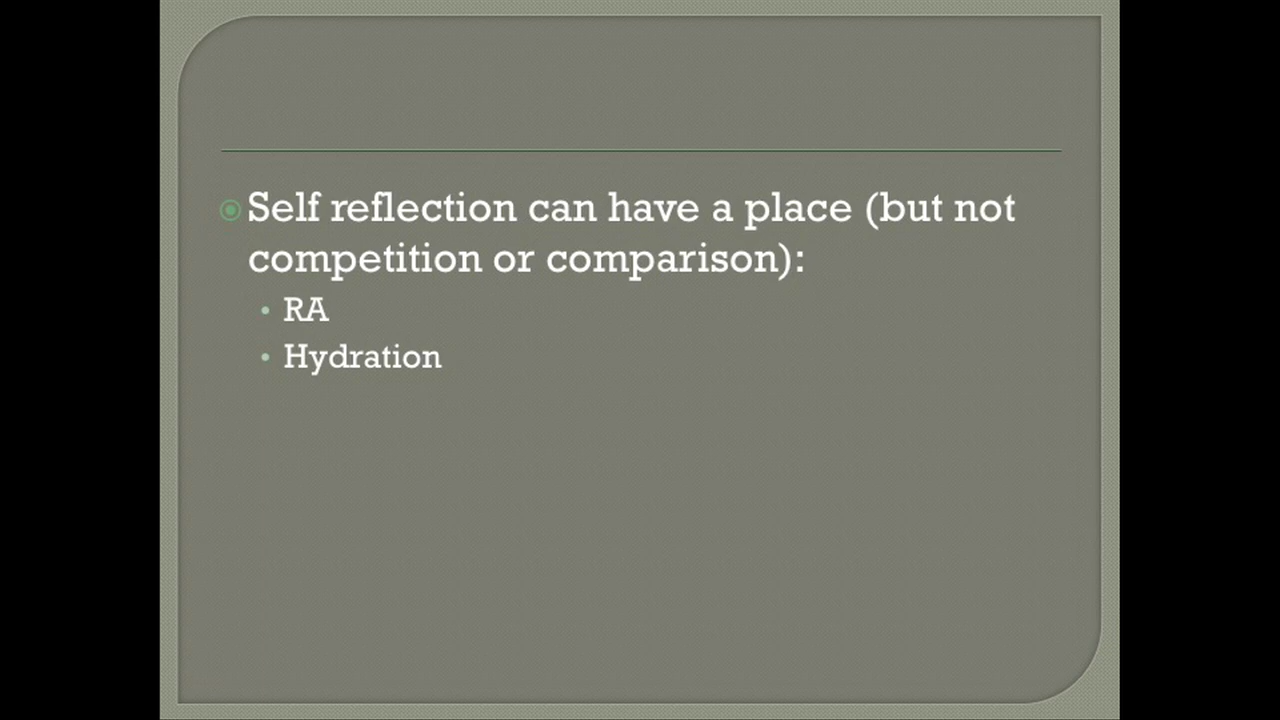 Self reflection can have a place (but not
competition or comparison):
RA
Hydration